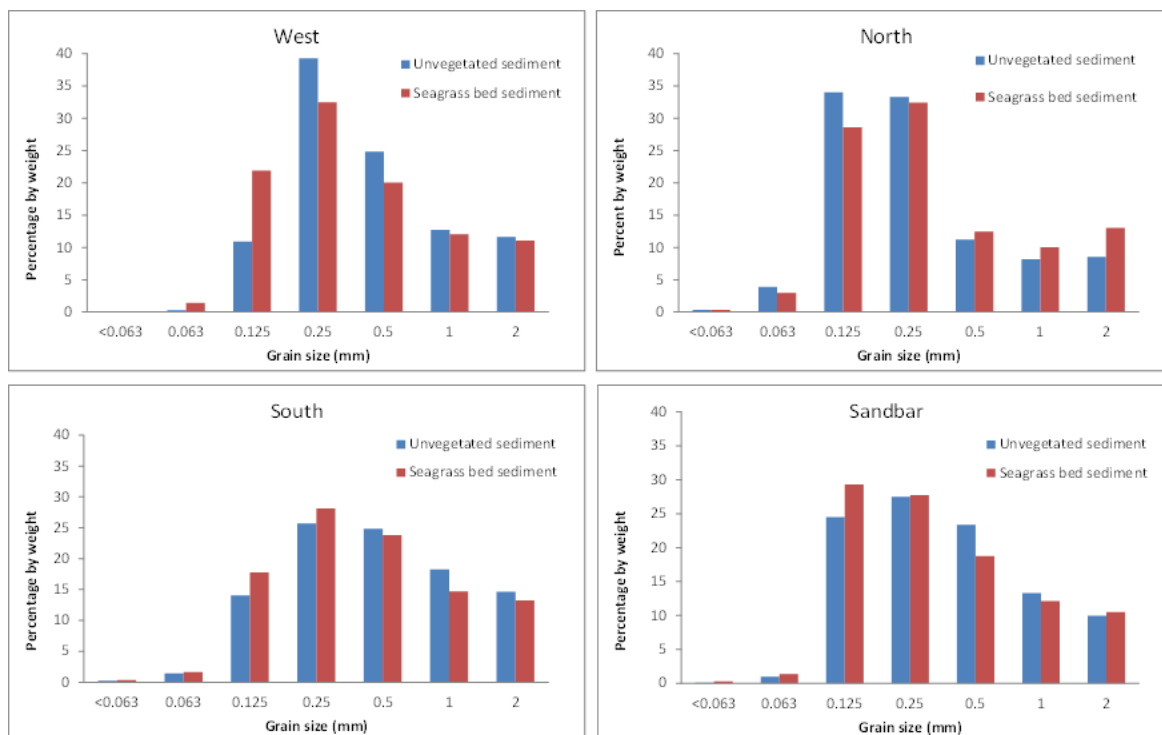 West
Unvegetated sediment
Seagrass bed sediment
Percentage by weight
40
35
30
25
20
15
10
5
0
<0.063 0.063 0.125 0.25 0.5 1 2
Grain size (mm)
North
Unvegetated sediment
Seagrass bed sediment
Percent by weight
40
35
30
25
20
15
10
5
0
<0.063 0.063 0.125 0.25 0.5 1 2
Grain size (mm)
South
Unvegetated sediment
Seagrass bed sediment
Percentage by weight
40
35
30
25
20
15
10
5
0
<0.063 0.063 0.125 0.25 0.5 1 2
Grain size (mm)
Sandbar
Unvegetated sediment
Seagrass bed sediment
Percentage by weight
40
35
30
25
20
15
10
5
0
<0.063 0.063 0.125 0.25 0.5 1 2
Grain size (mm)